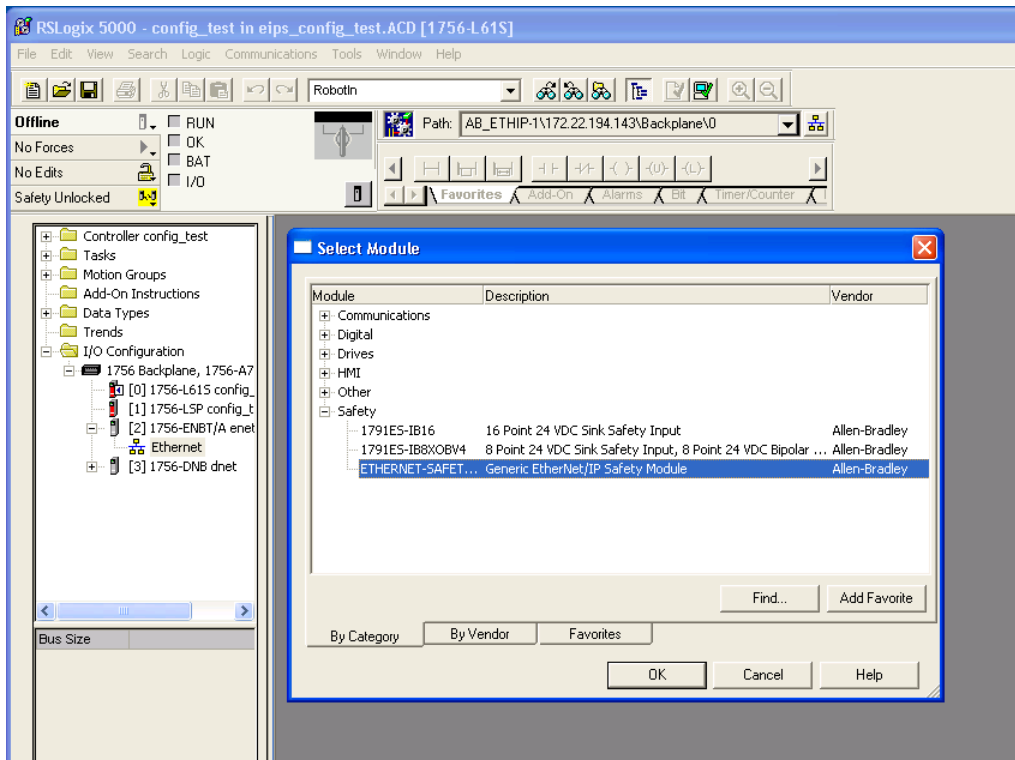 RSLogix 5000 - config_test in eips_config_test.ACD [1756-L61S]
File Edit View Search Logic Communications Tools Window Help
RobotIn
Offline
RUN
No Forces
OK
No Edits
BAT
Safety Unlocked
I/O
Path: AB_ETHIP-1\172.22.194.143\Backplane\0
Favorites Add-On Alarms Bit Timer/Counter
Controller config_test
Tasks
Motion Groups
Add-On Instructions
Data Types
Trends
I/O Configuration
1756 Backplane, 1756-A7
[0] 1756-L61S config_
[1] 1756-LSP config_t
[2] 1756-ENBT/A enet
Ethernet
[3] 1756-DNB dnet
Bus Size
Select Module
Module Description Vendor
Communications
Digital
Drives
HMI
Other
Safety
1791ES-IB16 16 Point 24 VDC Sink Safety Input Allen-Bradley
1791ES-IB8XOBV4 8 Point 24 VDC Sink Safety Input, 8 Point 24 VDC Bipolar ... Allen-Bradley
ETHERNET-SAFET... Generic EtherNet/IP Safety Module Allen-Bradley
Find... Add Favorite
By Category By Vendor Favorites
OK Cancel Help